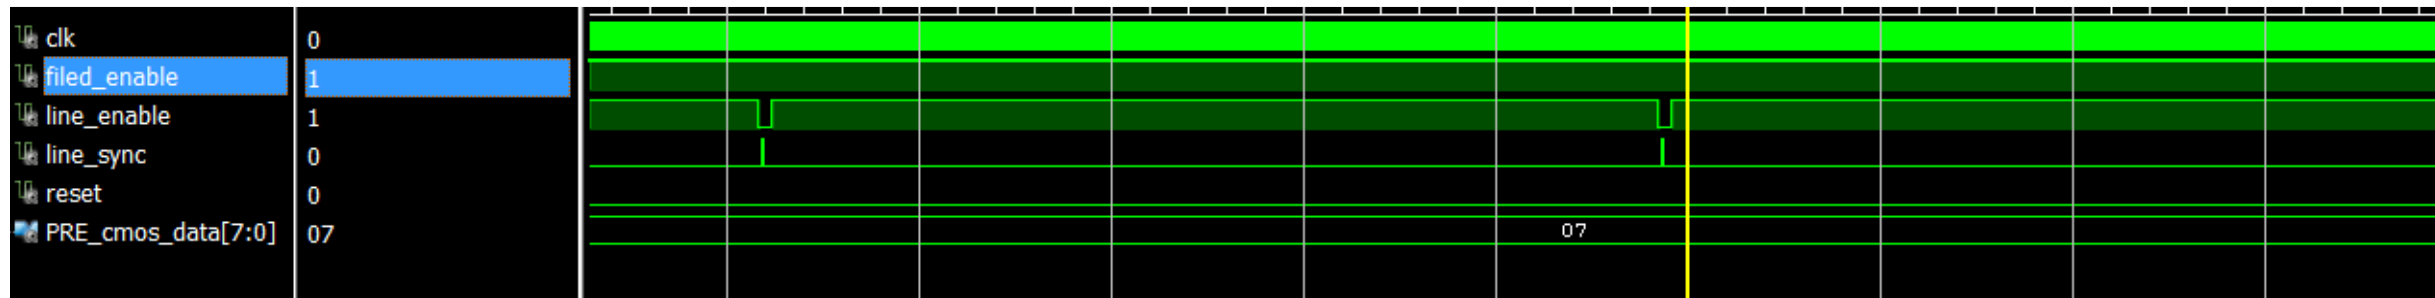 clk 0
filed_enable 1
line_enable 1
line_sync 0
reset 0
PRE_cmos_data[7:0] 07 07